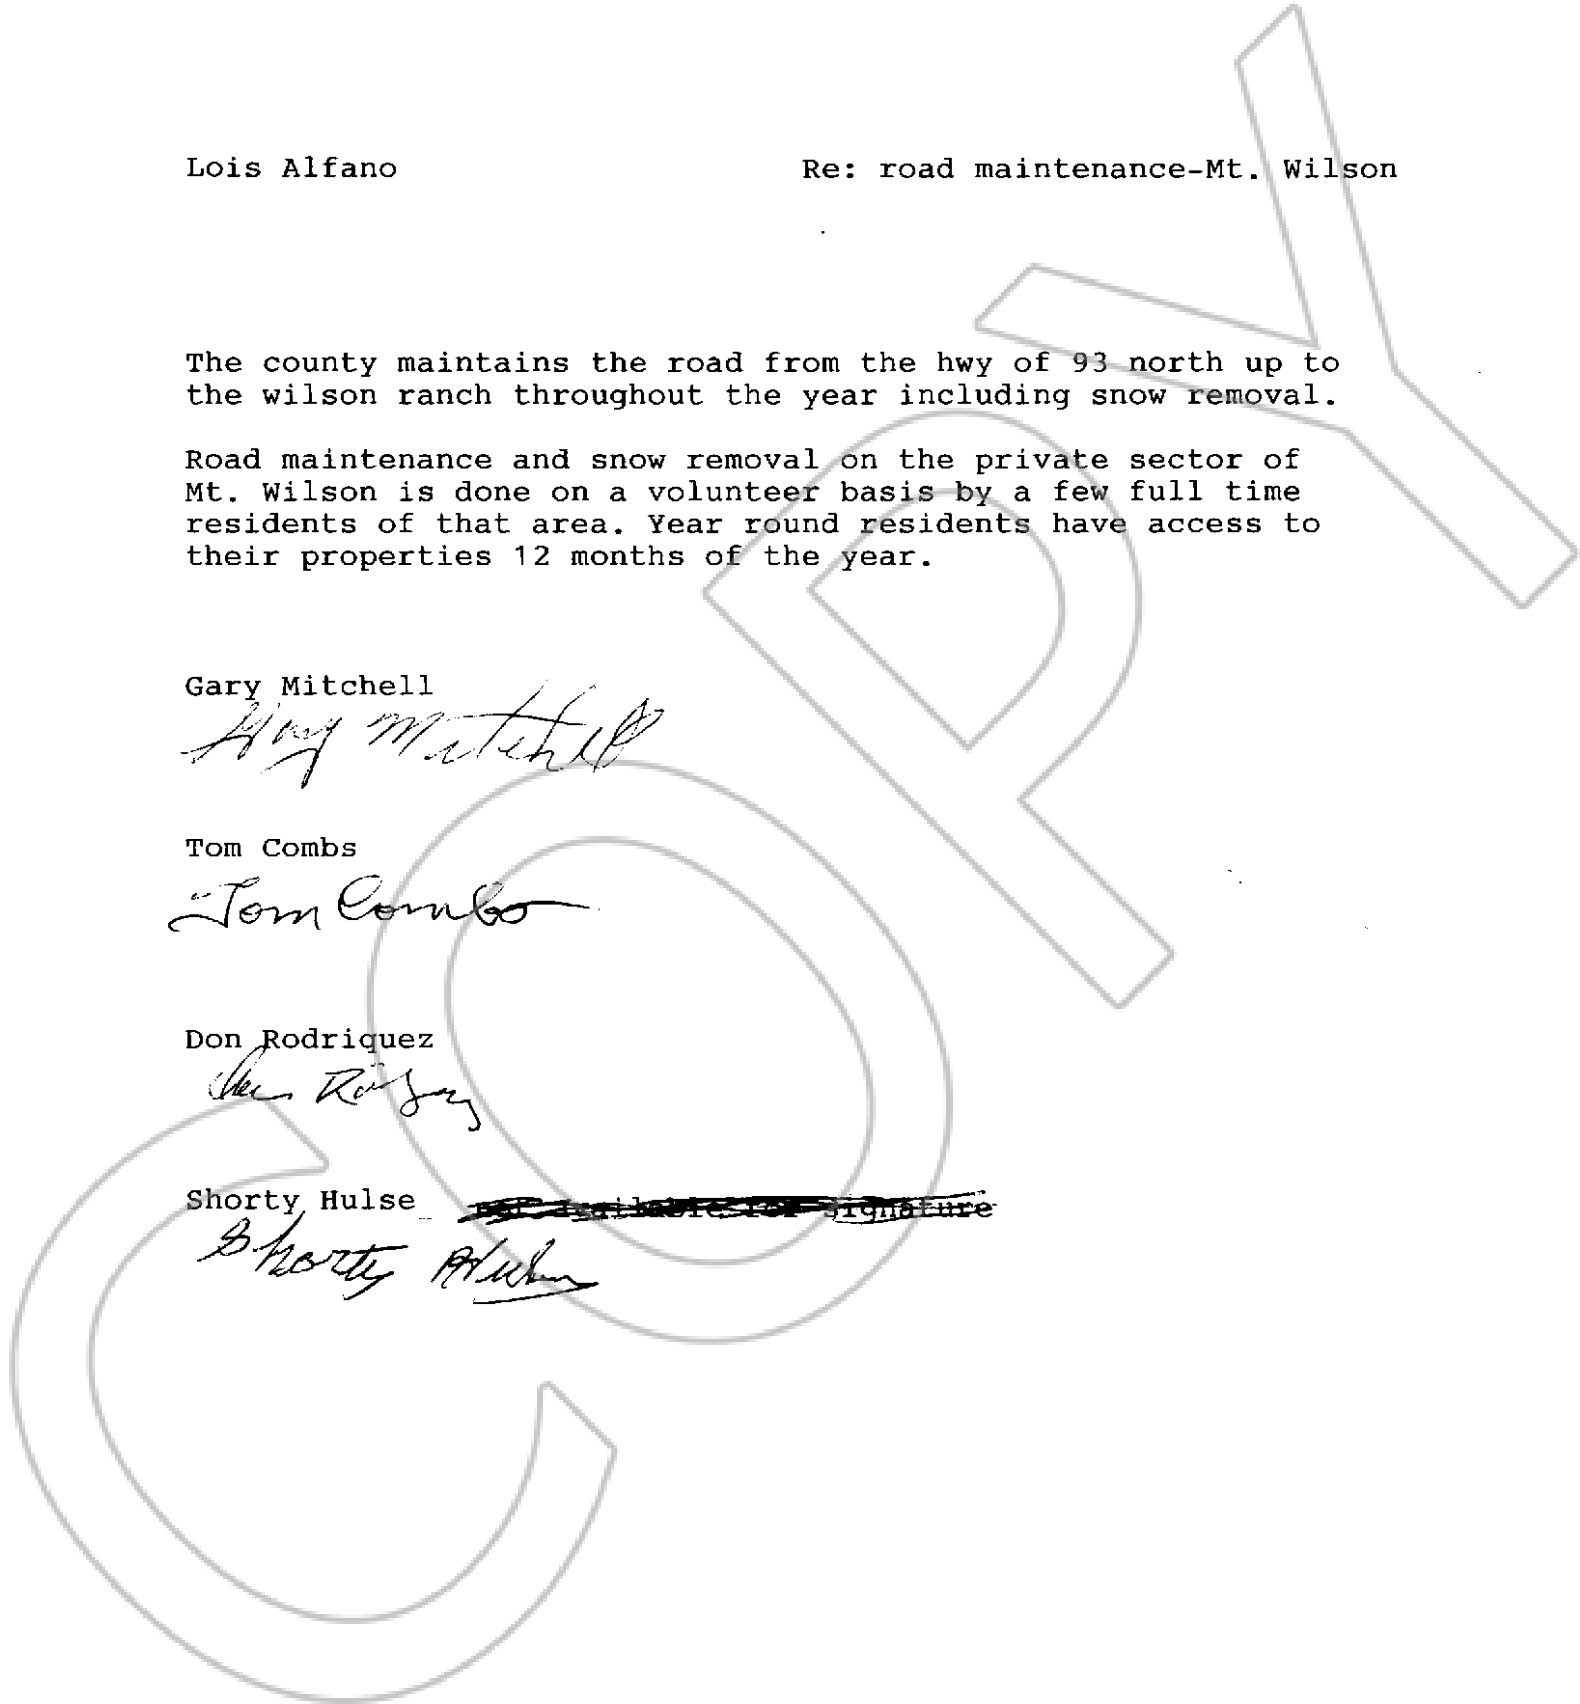 Lois Alfano Re: road maintenance-Mt. Wilson
The county maintains the road from the hwy of 93 north up to
the wilson ranch throughout the year including snow removal.
Road maintenance and snow removal on the private sector of
Mt. Wilson is done on a volunteer basis by a few full time
residents of that area. Year round residents have access to
their properties 12 months of the year.
Gary Mitchell
Gary Mitchell
Tom Combs
Tom Combs
Don Rodriquez
Shorty Hulse not available for signature
Shorty Hulse
COPY